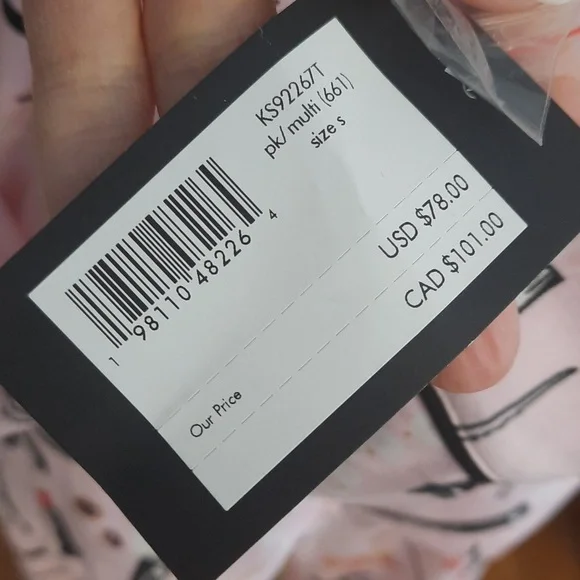 KS92267T
pk/ multi (661)
size s
1 98110 48226 4
USD $78.00
CAD $101.00
Our Price